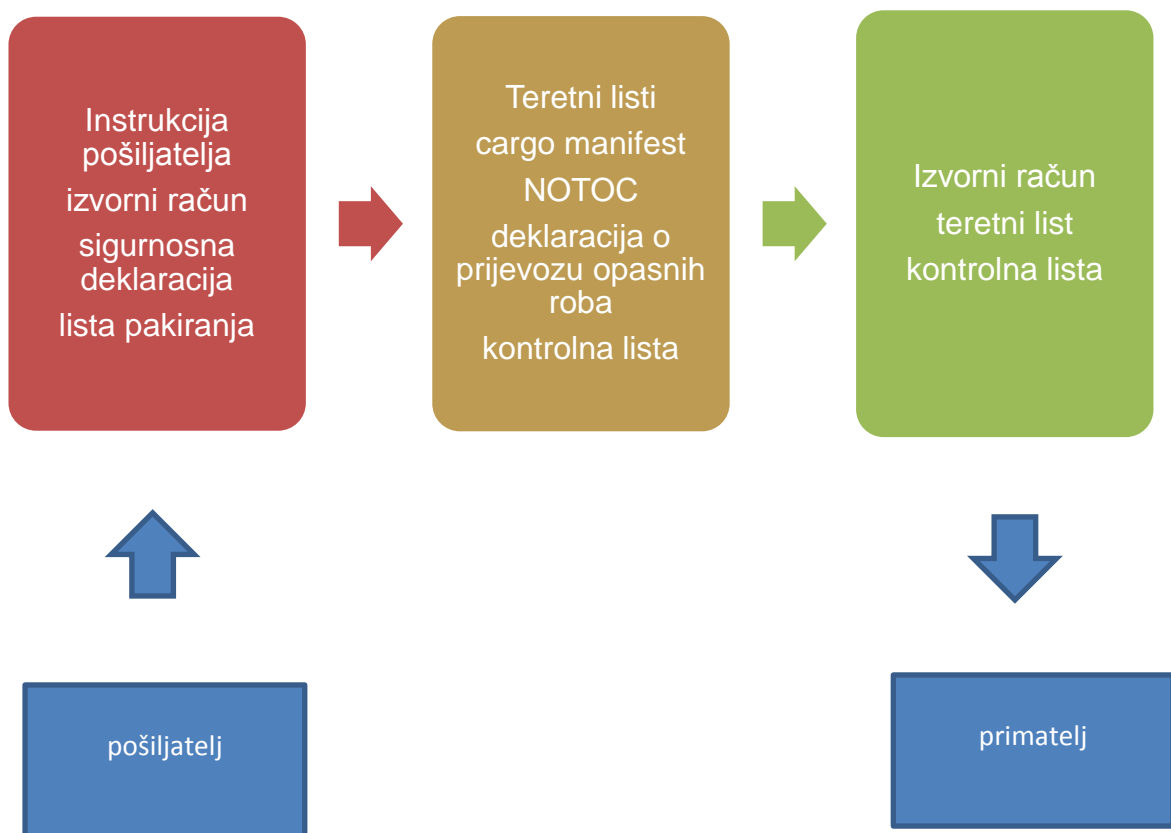 Instrukcija
pošiljatelja
izvorni račun
sigurnosna
deklaracija
lista pakiranja
Teretni listi
cargo manifest
NOTOC
deklaracija o
prijevozu opasnih
roba
kontrolna lista
Izvorni račun
teretni list
kontrolna lista
pošiljatelj
primatelj